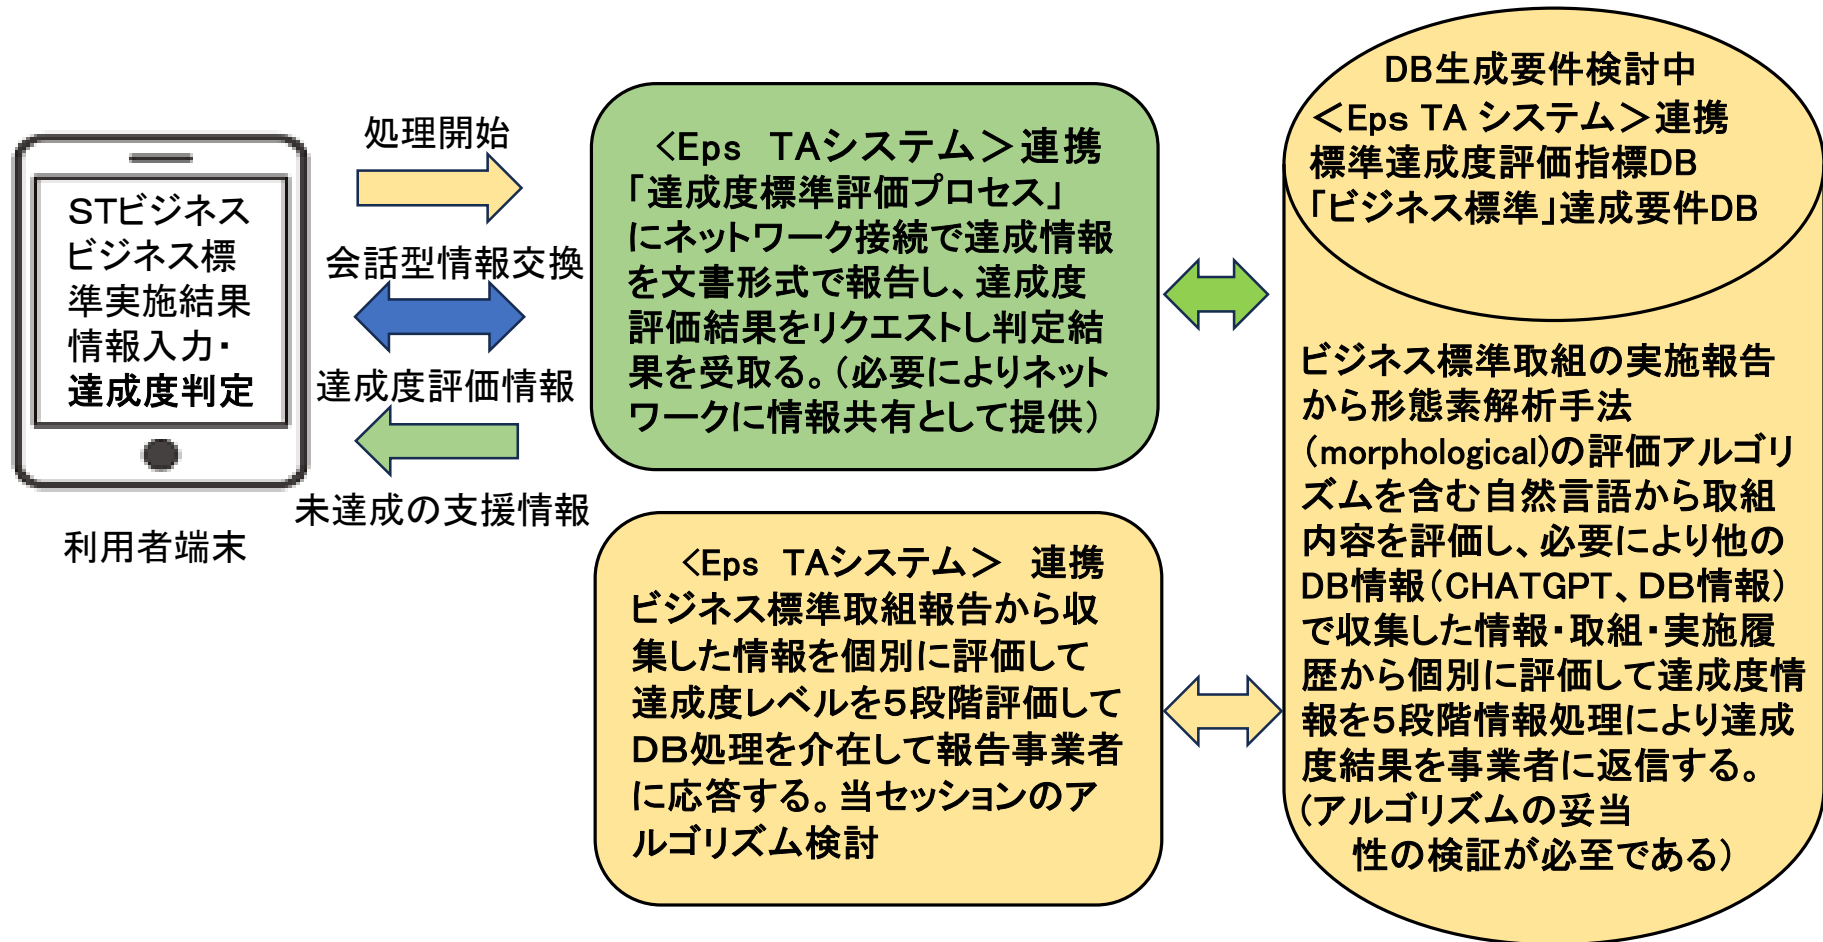 STビジネス
ビジネス標
準実施結果
情報入力・
達成度判定
利用者端末
処理開始
会話型情報交換
達成度評価情報
未達成の支援情報
<Eps　TAシステム＞連携
「達成度標準評価プロセス」
にネットワーク接続で達成情報
を文書形式で報告し、達成度
評価結果をリクエストし判定結
果を受取る。（必要によりネット
ワークに情報共有として提供）
<Eps　TAシステム＞　連携
ビジネス標準取組報告から収
集した情報を個別に評価して
達成度レベルを５段階評価して
ＤＢ処理を介在して報告事業者
に応答する。当セッションのア
ルゴリズム検討
DB生成要件検討中
＜Eps TA システム＞連携
標準達成度評価指標DB
「ビジネス標準」達成要件DB
ビジネス標準取組の実施報告
から形態素解析手法
（morphological)の評価アルゴリ
ズムを含む自然言語から取組
内容を評価し、必要により他の
DB情報（CHATGPT、ＤＢ情報）
で収集した情報・取組・実施履
歴から個別に評価して達成度情
報を５段階情報処理により達成
度結果を事業者に返信する。
(アルゴリズムの妥当
性の検証が必至である）